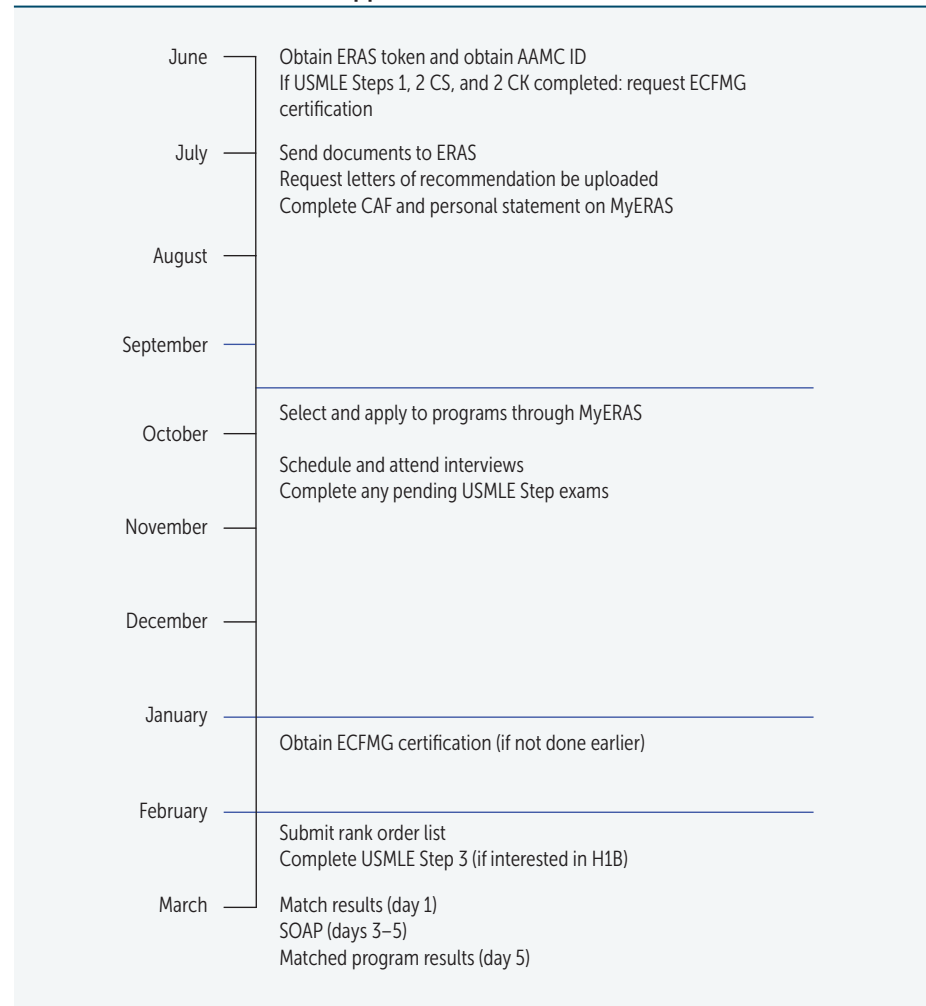 June
Obtain ERAS token and obtain AAMC ID
If USMLE Steps 1, 2 CS, and 2 CK completed: request ECFMG
certification
July
Send documents to ERAS
Request letters of recommendation be uploaded
Complete CAF and personal statement on MyERAS
August
September
Select and apply to programs through MyERAS
October
Schedule and attend interviews
Complete any pending USMLE Step exams
November
December
January
Obtain ECFMG certification (if not done earlier)
February
Submit rank order list
Complete USMLE Step 3 (if interested in H1B)
March
Match results (day 1)
SOAP (days 3–5)
Matched program results (day 5)